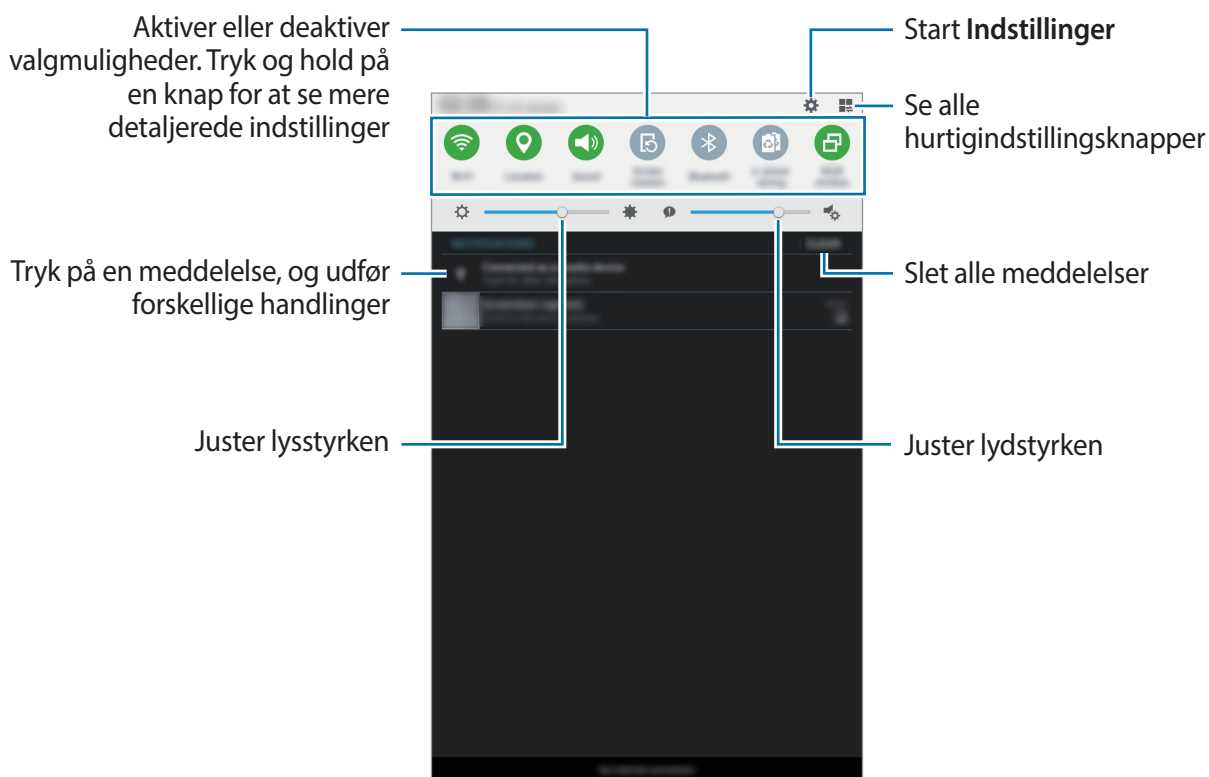 Aktiver eller deaktiver
valgmuligheder. Tryk og hold på
en knap for at se mere
detaljerede indstillinger
Start Indstillinger
Se alle
hurtigindstillingsknapper
Tryk på en meddelelse, og udfør
forskellige handlinger
Slet alle meddelelser
Juster lysstyrken
Juster lydstyrken